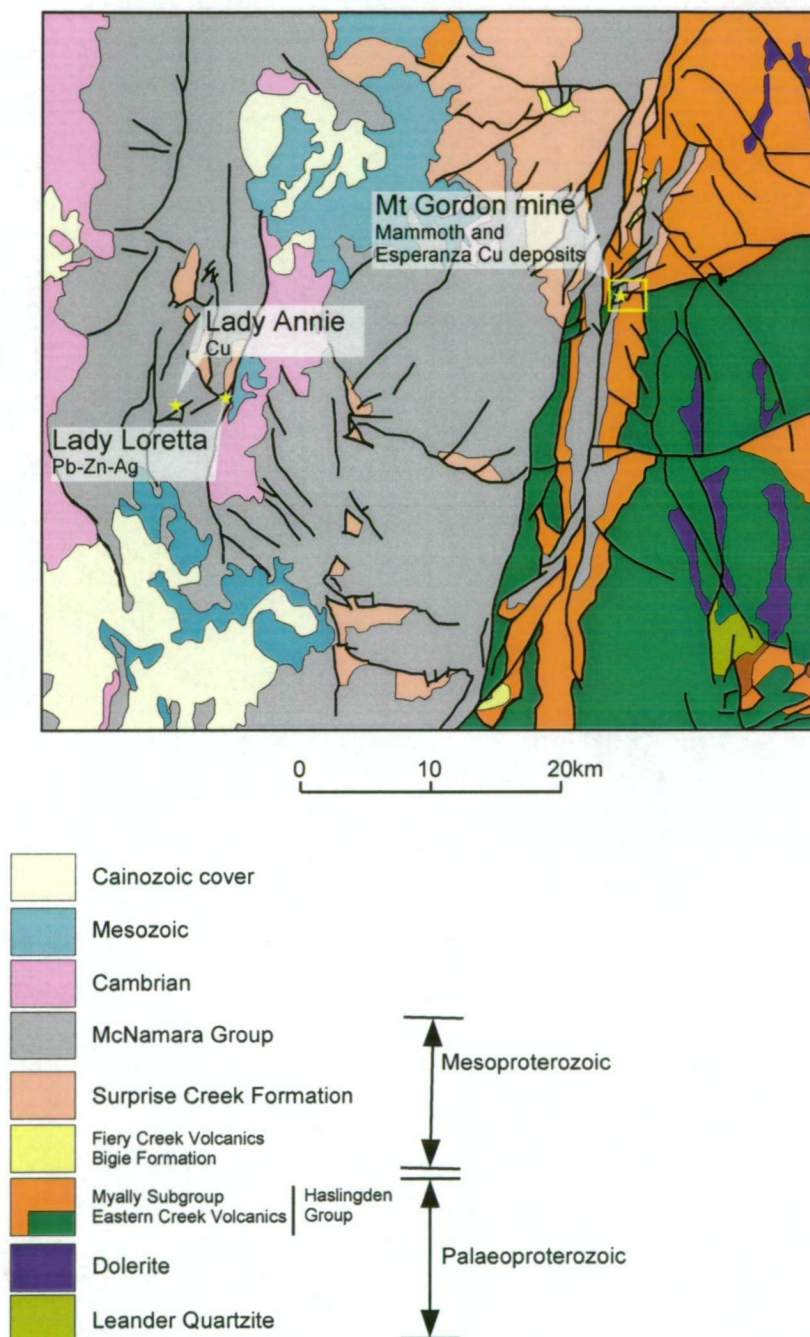 Mt Gordon mine
Mammoth and
Esperanza Cu deposits
Lady Annie
Cu
Lady Loretta
Pb-Zn-Ag
0 10 20km
Cainozoic cover
Mesozoic
Cambrian
McNamara Group
Surprise Creek Formation
Fiery Creek Volcanics
Bigie Formation
Myally Subgroup
Eastern Creek Volcanics
Haslingden
Group
Dolerite
Leander Quartzite
Mesoproterozoic
Palaeoproterozoic